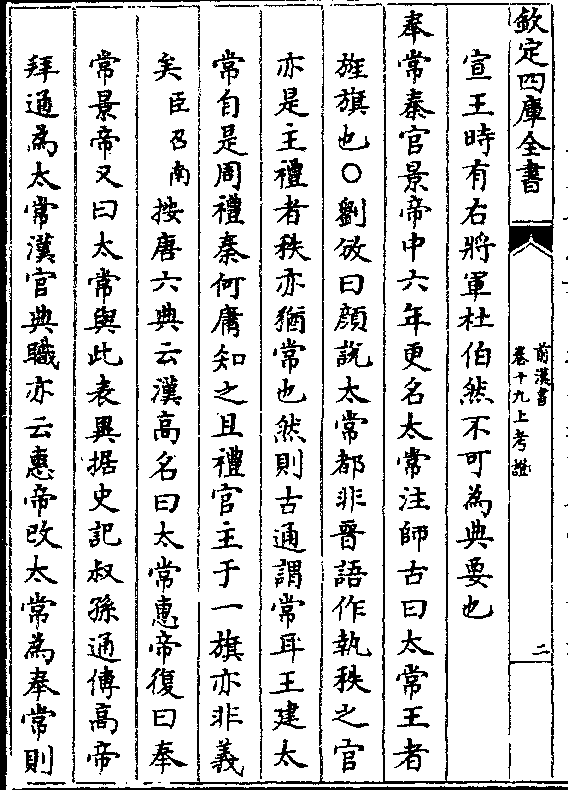 欽定四庫全書
前漢書
卷十九上考證
二
宣王時有右將軍杜伯然不可為典要也
奉常秦官景帝中六年更名太常注師古曰太常王者
旌旗也○劉攽曰顔說太常都非晉語作執秩之官
亦是主禮者秩亦猶常也然則古通謂常耳王建太
常自是周禮秦何庸知之且禮官主于一旗亦非義
矣臣召南按唐六典云漢高名曰太常惠帝復曰奉
常景帝又曰太常與此表異据史記叔孫通傳高帝
拜通為太常漢官典職亦云惠帝改太常為奉常則